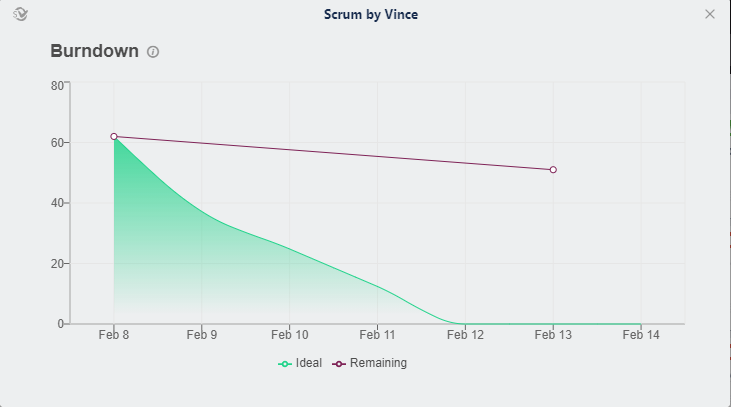 Scrum by Vince
Burndown
80
60
40
20
0
Feb 8 Feb 9 Feb 10 Feb 11 Feb 12 Feb 13 Feb 14
Ideal Remaining